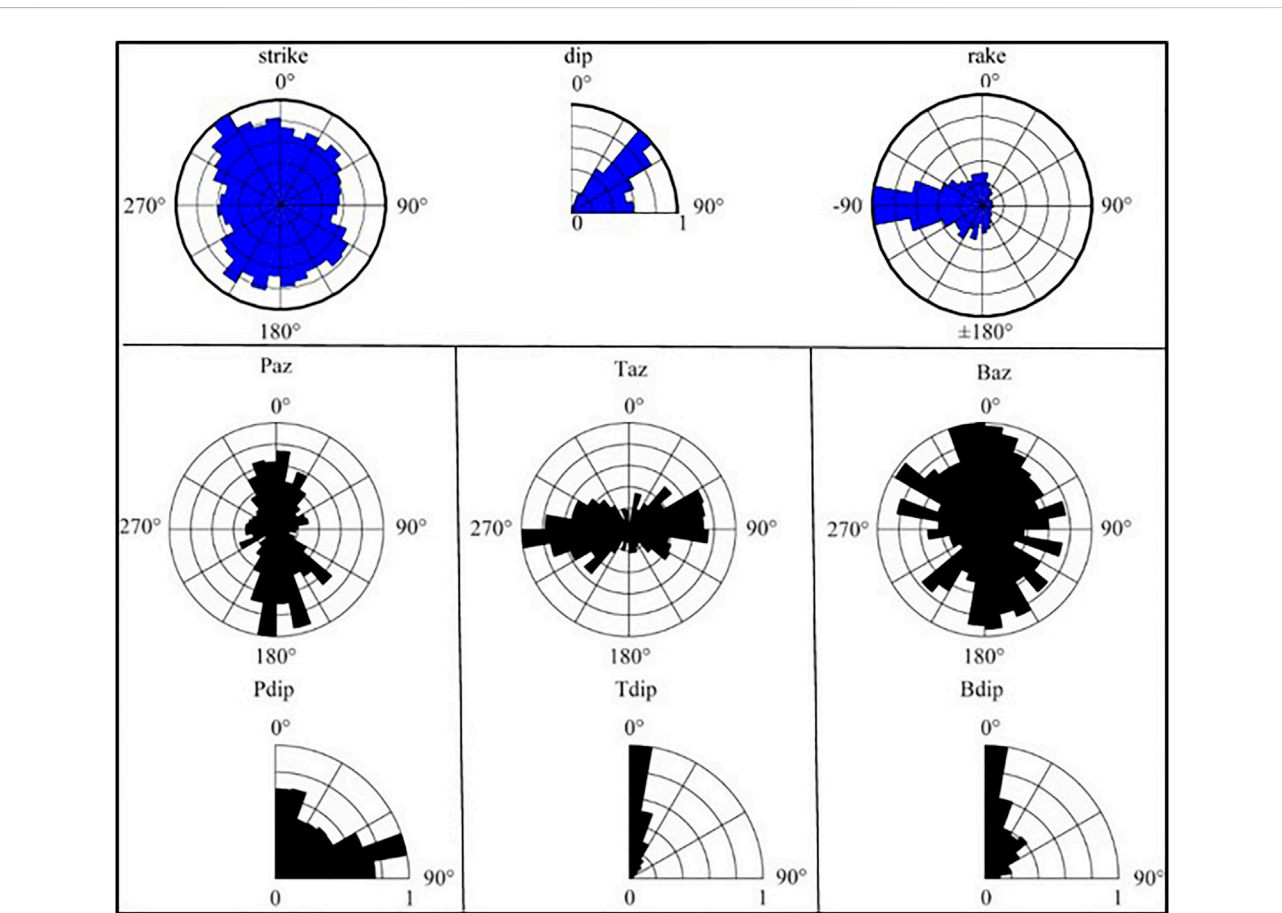 strike dip rake
0° 0° 0°
270° 90° 90° -90 90°
0 1
180° ±180°
Paz Taz Baz
0° 0° 0°
270° 90° 270° 90° 270° 90°
180° 180° 180°
Pdip Tdip Bdip
0° 0° 0°
90° 90° 90°
0 1 0 1 0 1